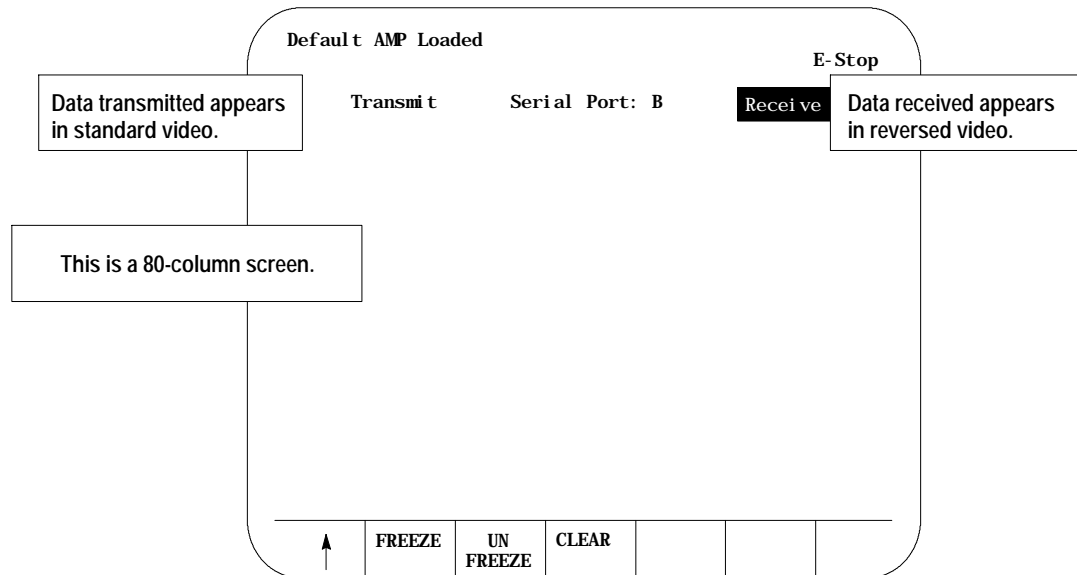 Default AMP Loaded
E-Stop
Data transmitted appears
in standard video.
Transmit
Serial Port: B
Receive
Data received appears
in reversed video.
This is a 80-column screen.
FREEZE
UN
FREEZE
CLEAR